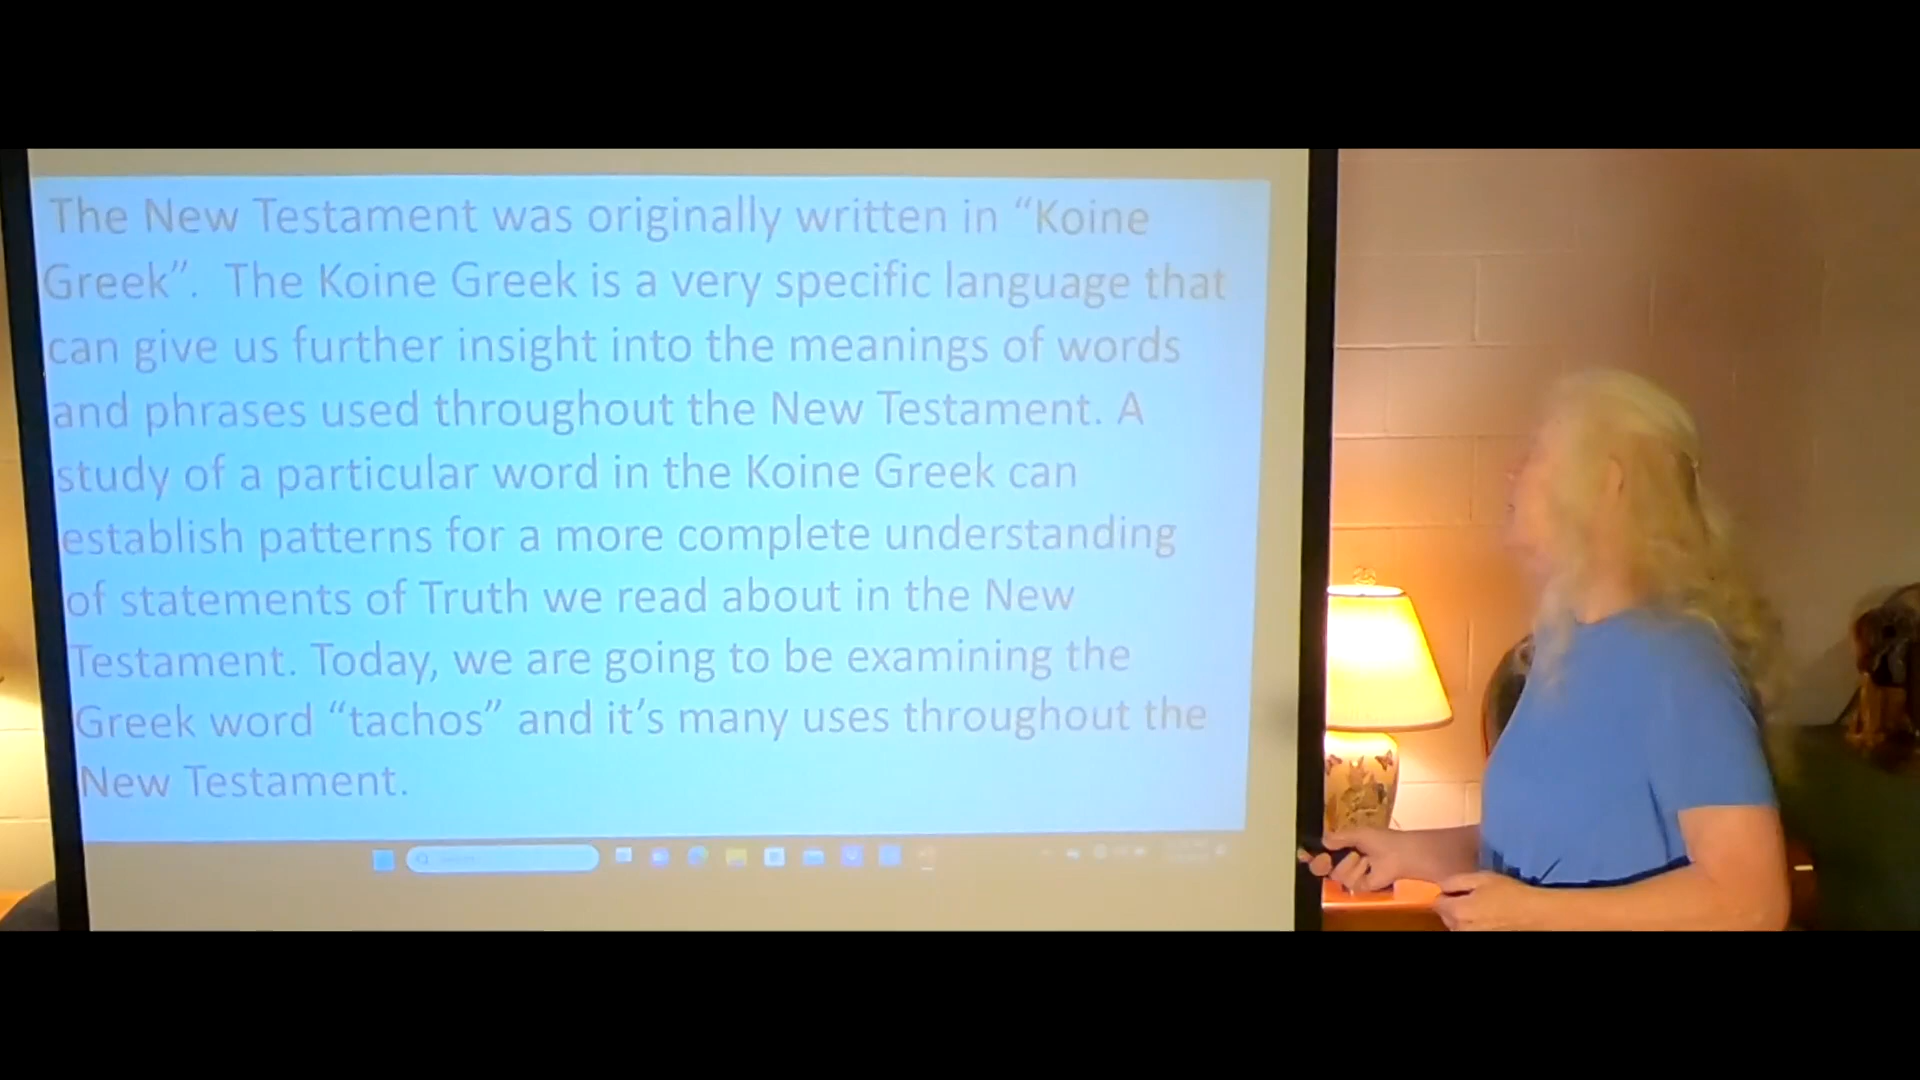 The New Testament was originally written in “Koine
Greek”. The Koine Greek is a very specific language that
can give us further insight into the meanings of words
and phrases used throughout the New Testament. A
study of a particular word in the Koine Greek can
establish patterns for a more complete understanding
of statements of Truth we read about in the New
Testament. Today, we are going to be examining the
Greek word “tachos” and it’s many uses throughout the
New Testament.